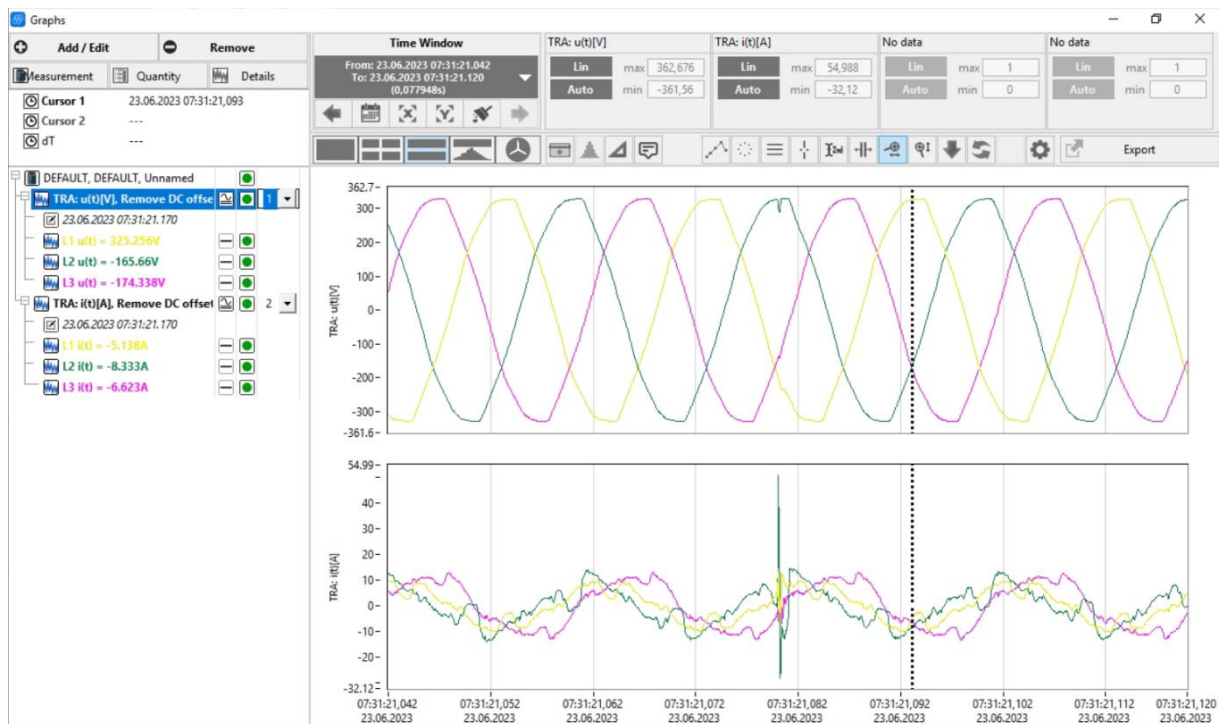 Graphs
Add / Edit Remove
Measurement Quantity Details
Cursor 1 23.06.2023 07:31:21,093
Cursor 2 ---
dT ---
Time Window
From: 23.06.2023 07:31:21.042
To: 23.06.2023 07:31:21.120
(0,077948s)
TRA: u(t)[V]
Lin max 362,676
Auto min -361,56
TRA: i(t)[A]
Lin max 54,988
Auto min -32,12
No data
Lin max 1
Auto min 0
No data
Lin max 1
Auto min 0
Export
DEFAULT, DEFAULT, Unnamed
TRA: u(t)[V], Remove DC offse 1
23.06.2023 07:31:21.170
L1 u(t) = 325.256V
L2 u(t) = -165.66V
L3 u(t) = -174.338V
TRA: i(t)[A], Remove DC offset 2
23.06.2023 07:31:21.170
L1 i(t) = -5.138A
L2 i(t) = -8.333A
L3 i(t) = -6.623A
TRA: u(t)[V]
362.7
300
200
100
0
-100
-200
-300
-361.6
TRA: i(t)[A]
54.99
40
30
20
10
0
-10
-20
-32.12
07:31:21,042 07:31:21,052 07:31:21,062 07:31:21,072 07:31:21,082 07:31:21,092 07:31:21,102 07:31:21,112 07:31:21,120
23.06.2023 23.06.2023 23.06.2023 23.06.2023 23.06.2023 23.06.2023 23.06.2023 23.06.2023 23.06.2023